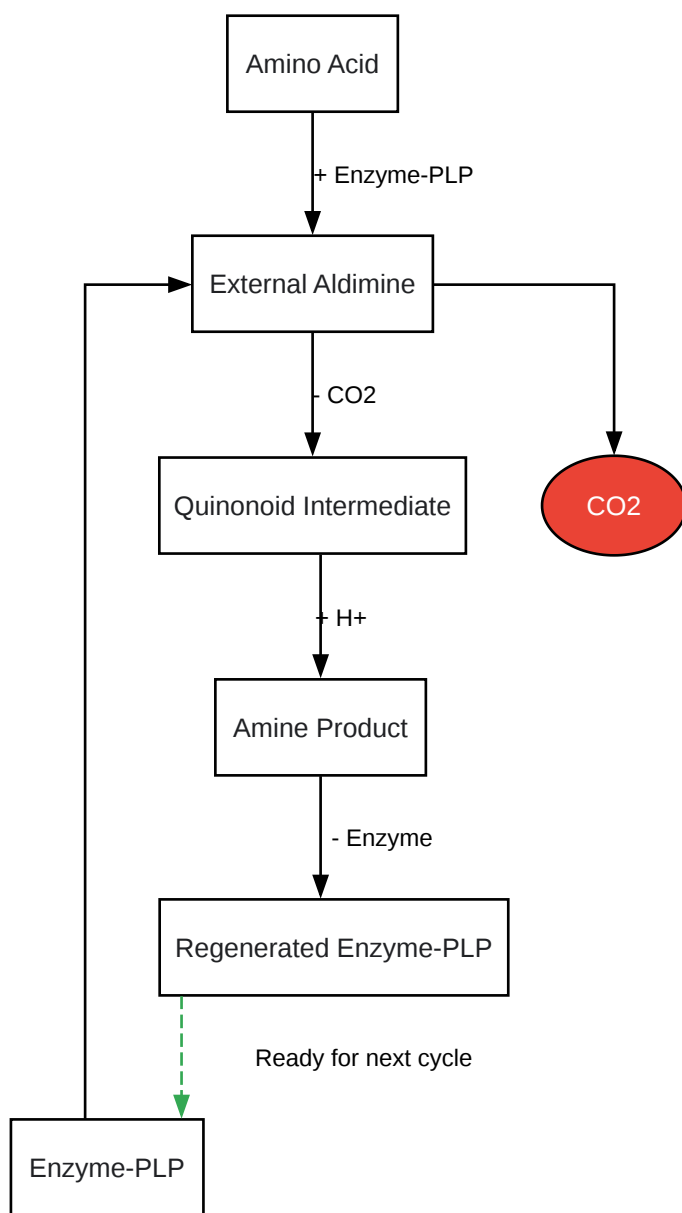 Amino Acid
+ Enzyme-PLP
External Aldimine
- CO2
Quinonoid Intermediate
CO2
+ H+
Amine Product
- Enzyme
Regenerated Enzyme-PLP
Ready for next cycle
Enzyme-PLP